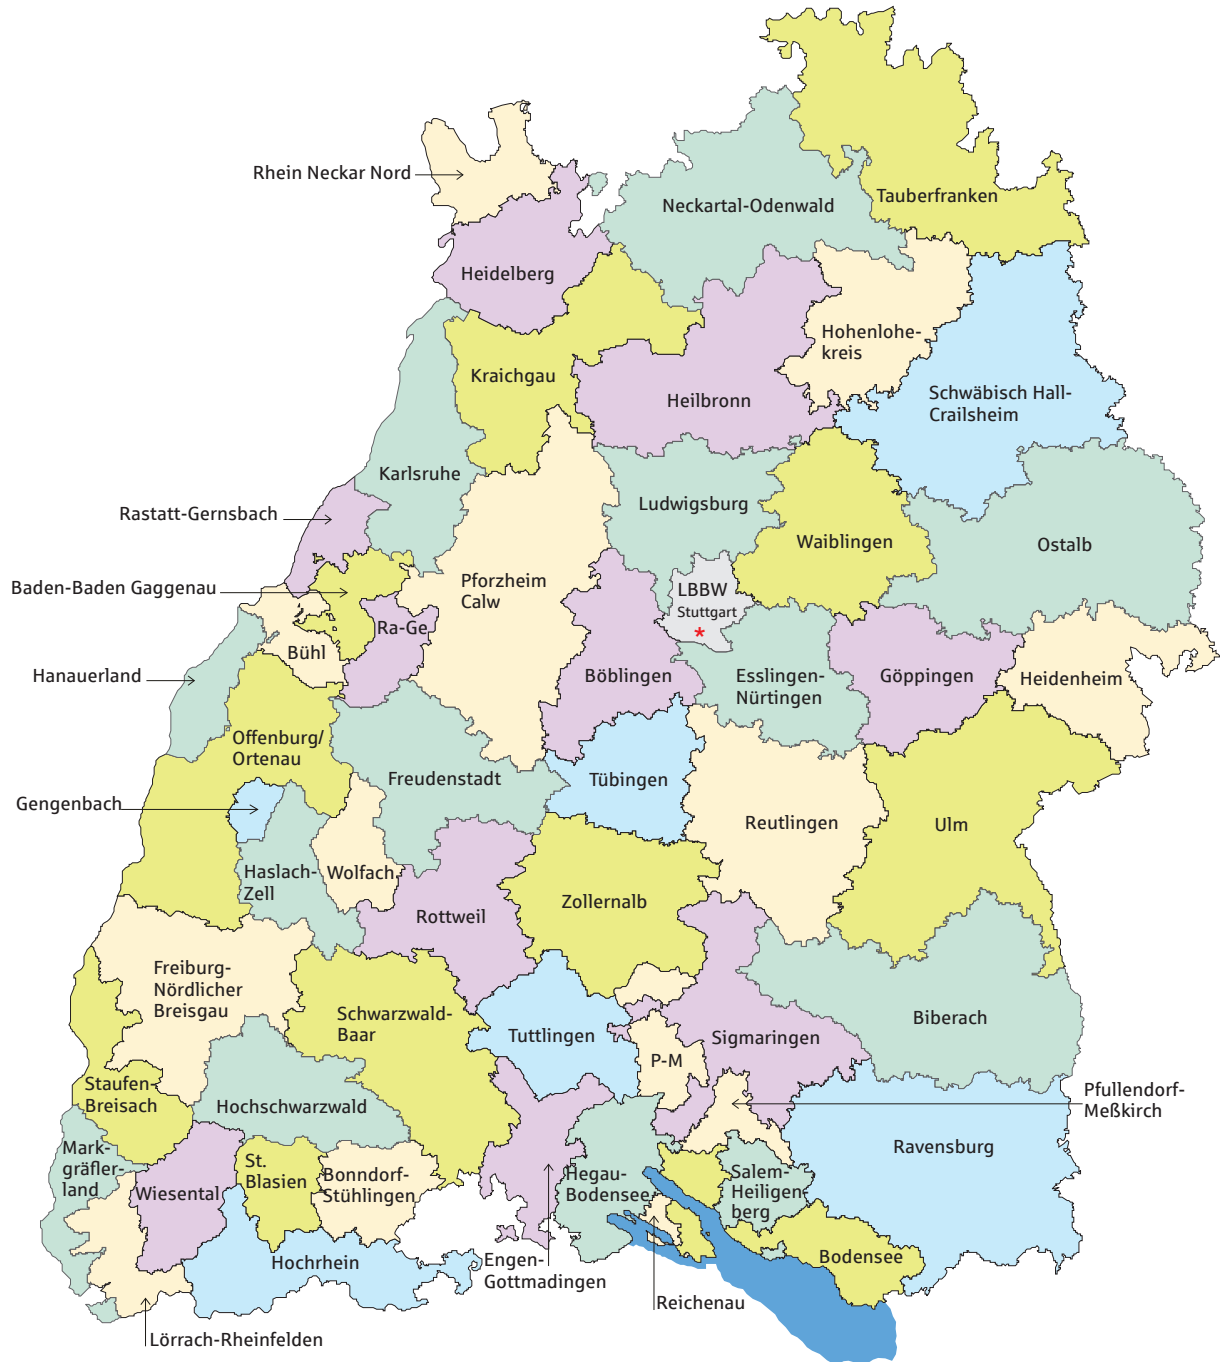 Rhein Neckar Nord
Tauberfranken
Neckartal-Odenwald
Heidelberg
Hohenlohe-
kreis
Kraichgau
Heilbronn
Schwäbisch Hall-
Crailsheim
Karlsruhe
Ludwigsburg
Rastatt-Gernsbach
Waiblingen
Ostalb
Baden-Baden Gaggenau
Pforzheim
Calw
LBBW
Stuttgart
*
Ra-Ge
Bühl
Hanauerland
Böblingen
Esslingen-
Nürtingen
Göppingen
Heidenheim
Offenburg/
Ortenau
Freudenstadt
Tübingen
Gengenbach
Reutlingen
Ulm
Haslach-
Zell
Wolfach
Rottweil
Zollernalb
Freiburg-
Nördlicher
Breisgau
Schwarzwald-
Baar
Tuttlingen
Sigmaringen
Biberach
P-M
Staufen-
Breisach
Hochschwarzwald
Pfullendorf-
Meßkirch
Mark-
gräfler-
land
Ravensburg
St.
Blasien
Bonndorf-
Stühlingen
Wiesental
Hegau-
Bodensee
Salem-
Heiligen
berg
Hochrhein
Engen-
Gottmadingen
Bodensee
Reichenau
Lörrach-Rheinfelden